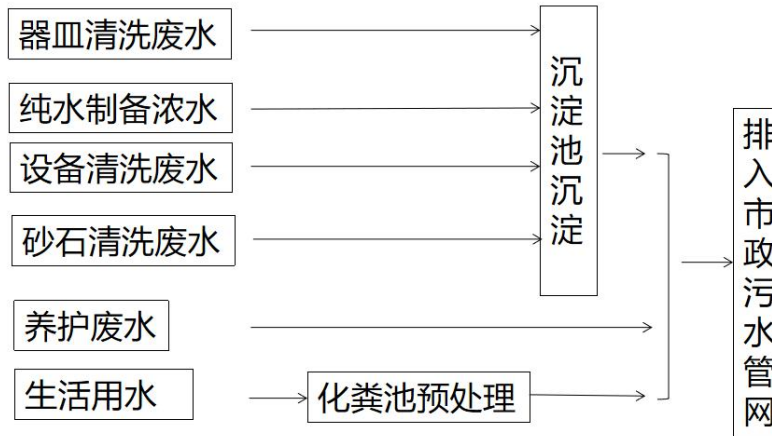 器皿清洗废水
纯水制备浓水
设备清洗废水
砂石清洗废水
养护废水
生活用水
化粪池预处理
沉淀池沉淀
排入市政污水管网